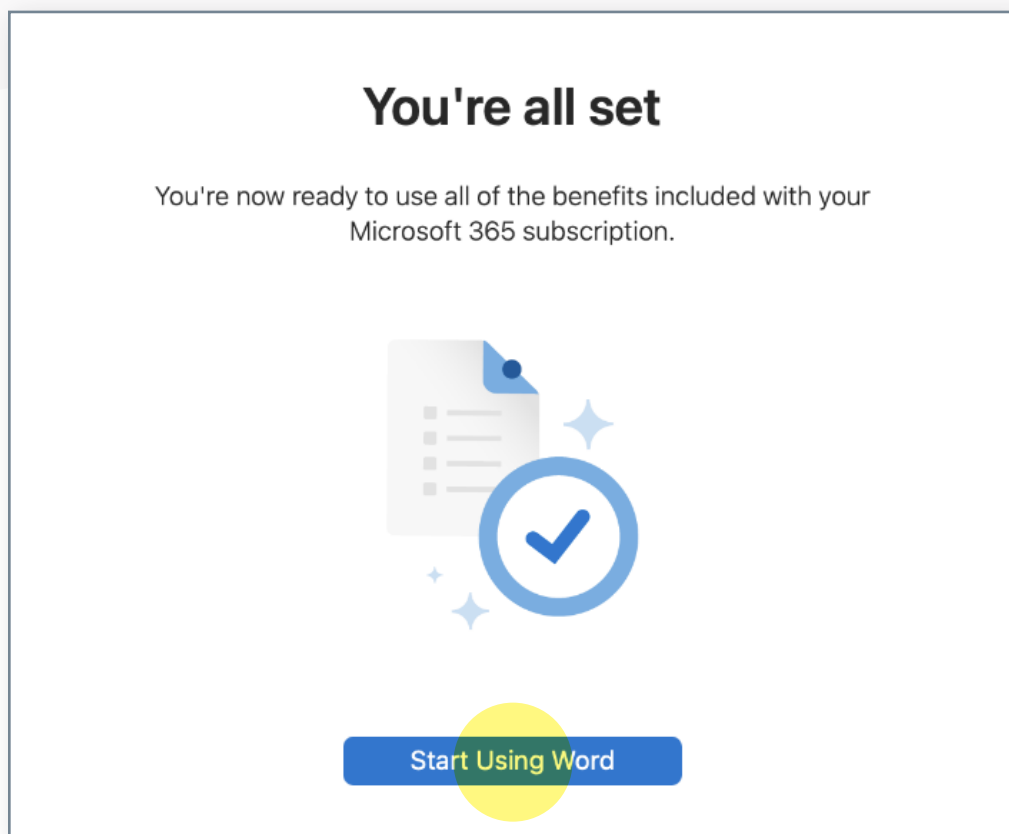 You're all set
You're now ready to use all of the benefits included with your
Microsoft 365 subscription.
Start Using Word